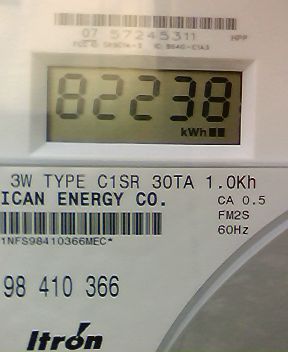 07 57245311 HPP
82238
kWh
3W TYPE C1SR 30TA 1.0Kh
ICAN ENERGY CO. CA 0.5
FM2S
1NFS98410366MEC* 60Hz
98 410 366
Itron